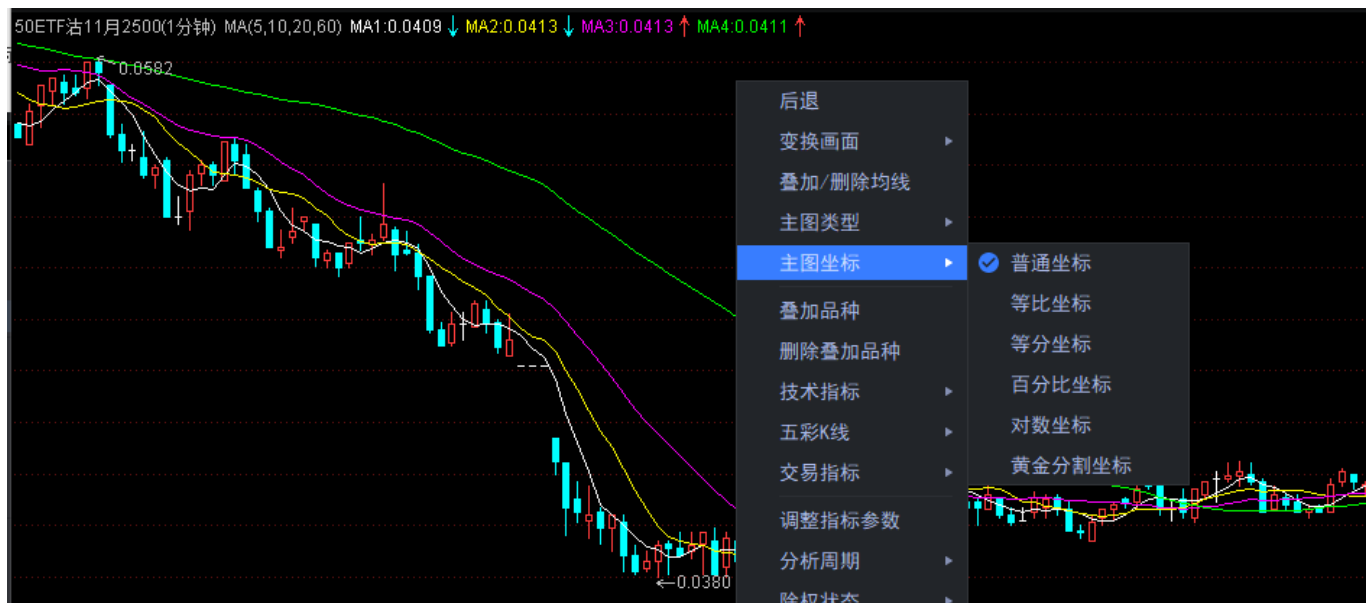 50ETF沽11月2500(1分钟) MA(5,10,20,60) MA1:0.0409 ↓ MA2:0.0413 ↓ MA3:0.0413 ↑ MA4:0.0411 ↑
0.0582
后退
变换画面
叠加/删除均线
主图类型
主图坐标
普通坐标
等比坐标
等分坐标
百分比坐标
对数坐标
黄金分割坐标
叠加品种
删除叠加品种
技术指标
五彩K线
交易指标
调整指标参数
分析周期
0.0380
除权状态